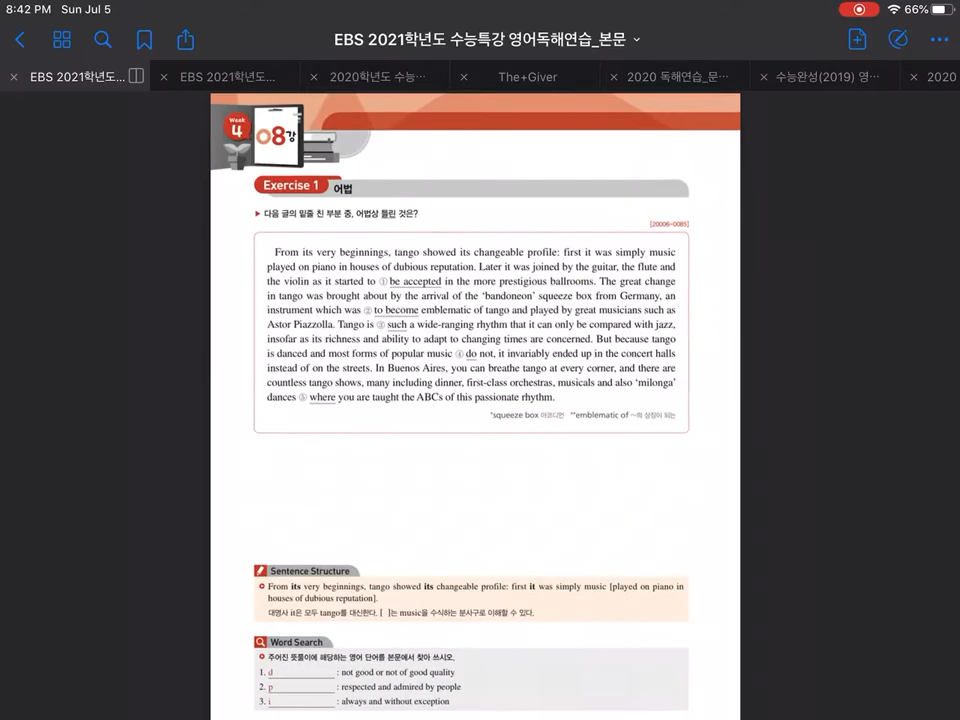 8:42 PM Sun Jul 5
66%
EBS 2021학년도 수능특강 영어독해연습_본문
EBS 2021학년도...
EBS 2021학년도...
2020학년도 수능...
The+Giver
2020 독해연습_문...
수능완성(2019) 영...
2020
Week
4
08강
Exercise 1 어법
▶ 다음 글의 밑줄 친 부분 중, 어법상 틀린 것은?
[20006-0085]
From its very beginnings, tango showed its changeable profile: first it was simply music
played on piano in houses of dubious reputation. Later it was joined by the guitar, the flute and
the violin as it started to ① be accepted in the more prestigious ballrooms. The great change
in tango was brought about by the arrival of the ‘bandoneon’ squeeze box from Germany, an
instrument which was ② to become emblematic of tango and played by great musicians such as
Astor Piazzolla. Tango is ③ such a wide-ranging rhythm that it can only be compared with jazz,
insofar as its richness and ability to adapt to changing times are concerned. But because tango
is danced and most forms of popular music ④ do not, it invariably ended up in the concert halls
instead of on the streets. In Buenos Aires, you can breathe tango at every corner, and there are
countless tango shows, many including dinner, first-class orchestras, musicals and also ‘milonga’
dances ⑤ where you are taught the ABCs of this passionate rhythm.
*squeeze box 아코디언 **emblematic of ~의 상징이 되는
Sentence Structure
From its very beginnings, tango showed its changeable profile: first it was simply music [played on piano in
houses of dubious reputation].
대명사 it은 모두 tango를 대신한다. [ ]는 music을 수식하는 분사구로 이해할 수 있다.
Word Search
주어진 뜻풀이에 해당하는 영어 단어를 본문에서 찾아 쓰시오.
1. d____________ : not good or not of good quality
2. p____________ : respected and admired by people
3. i____________ : always and without exception